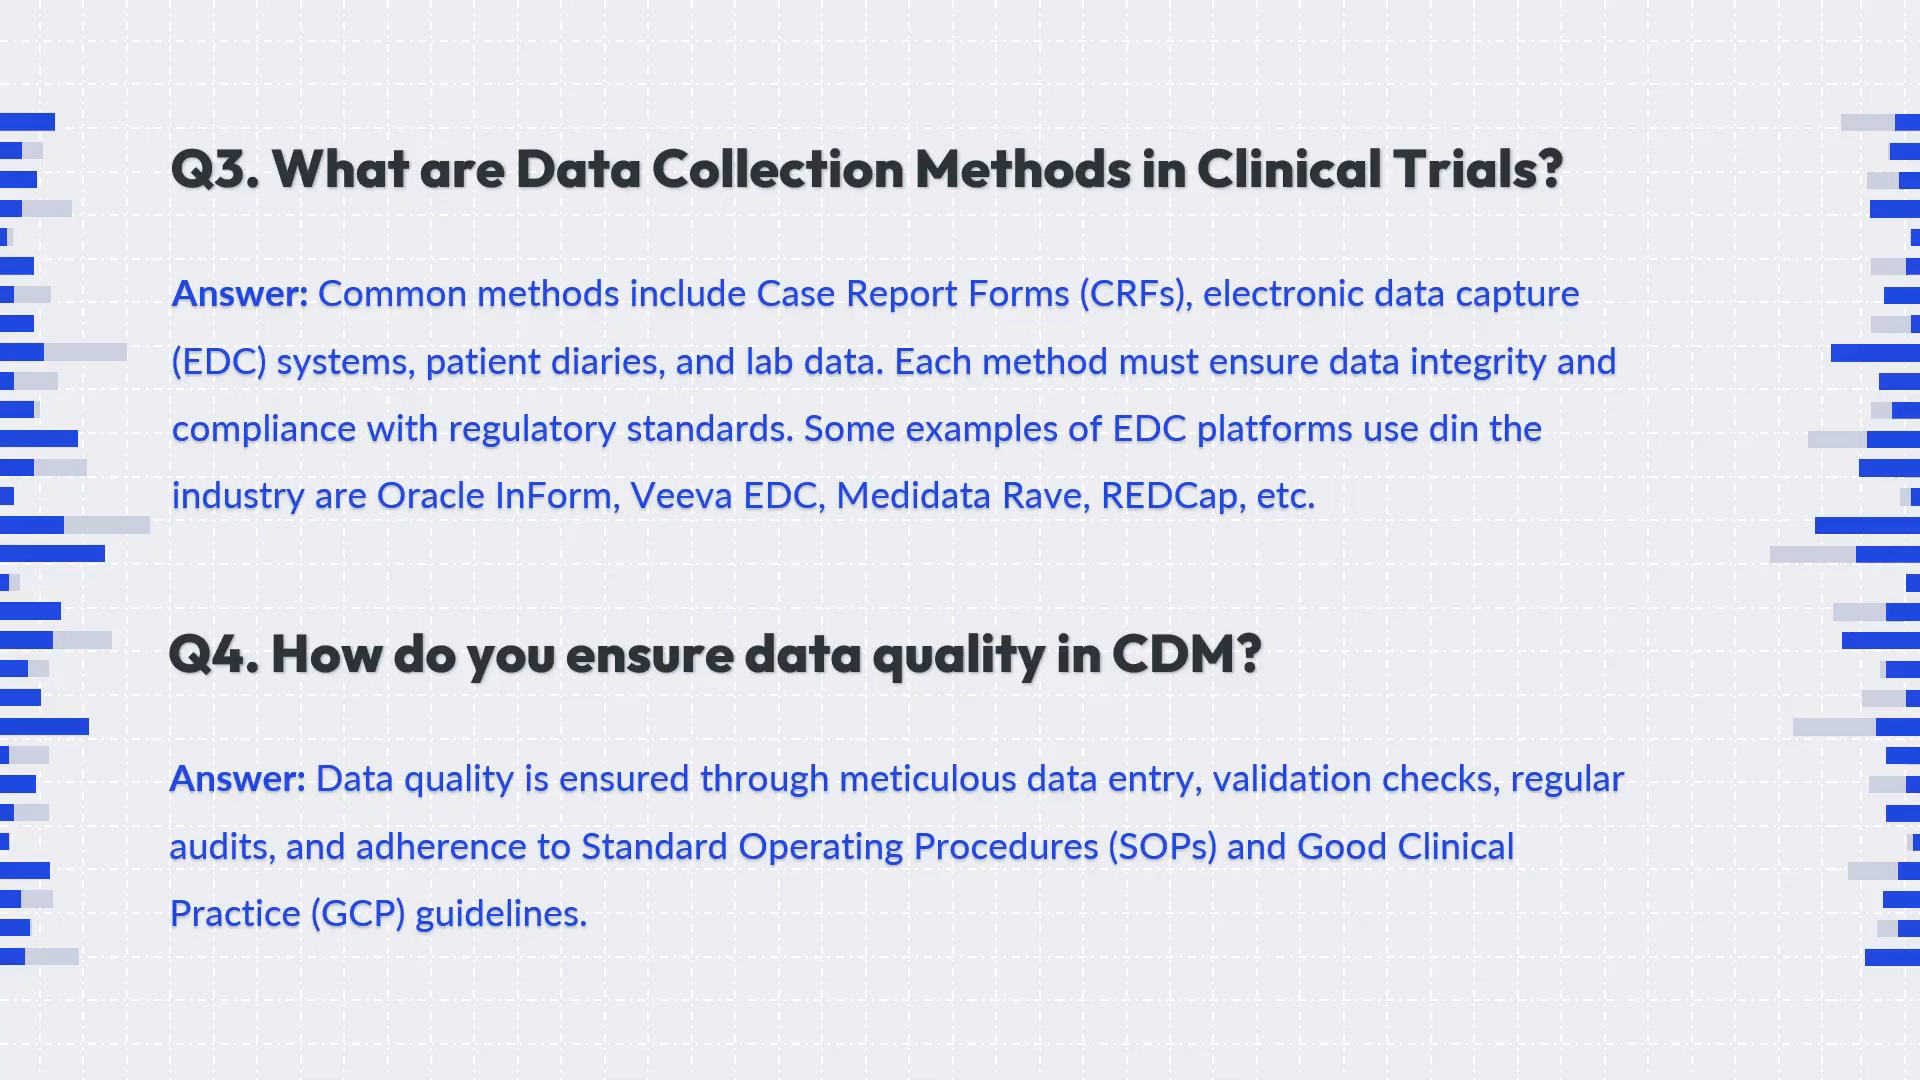 Q3. What are Data Collection Methods in Clinical Trials?
Answer: Common methods include Case Report Forms (CRFs), electronic data capture
(EDC) systems, patient diaries, and lab data. Each method must ensure data integrity and
compliance with regulatory standards. Some examples of EDC platforms use din the
industry are Oracle InForm, Veeva EDC, Medidata Rave, REDCap, etc.
Q4. How do you ensure data quality in CDM?
Answer: Data quality is ensured through meticulous data entry, validation checks, regular
audits, and adherence to Standard Operating Procedures (SOPs) and Good Clinical
Practice (GCP) guidelines.